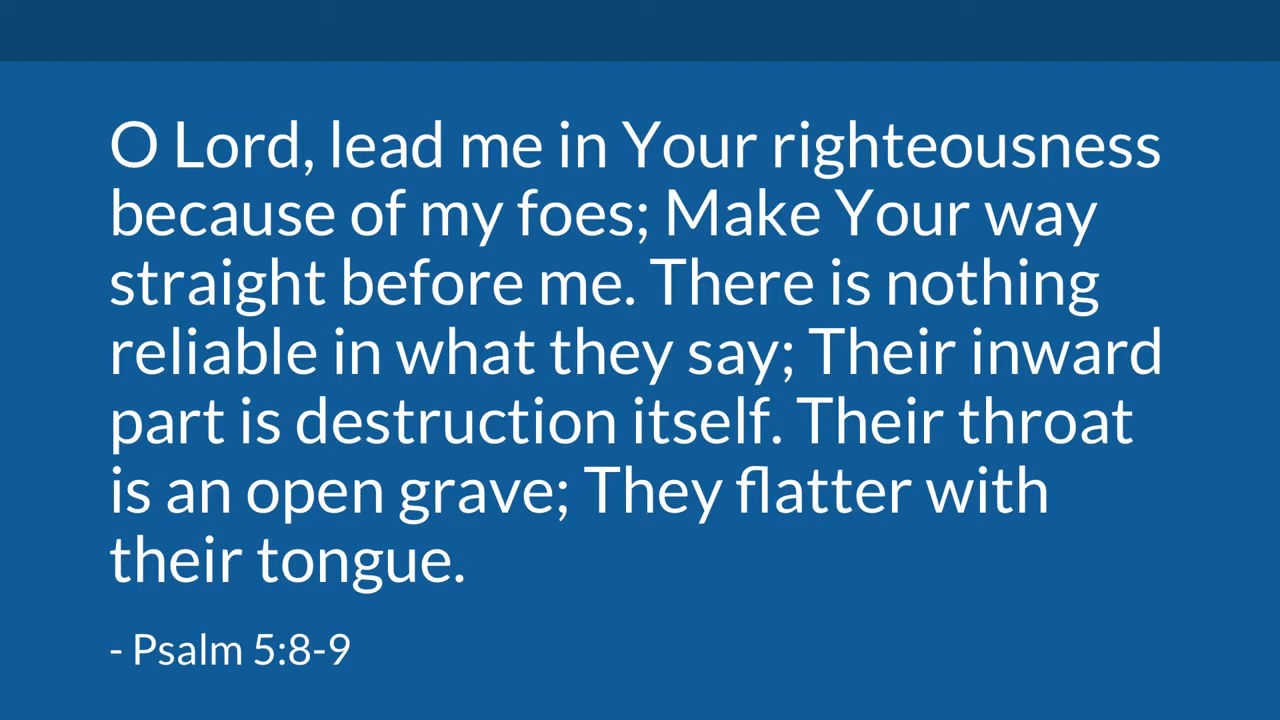 O Lord, lead me in Your righteousness
because of my foes; Make Your way
straight before me. There is nothing
reliable in what they say; Their inward
part is destruction itself. Their throat
is an open grave; They flatter with
their tongue.
- Psalm 5:8-9